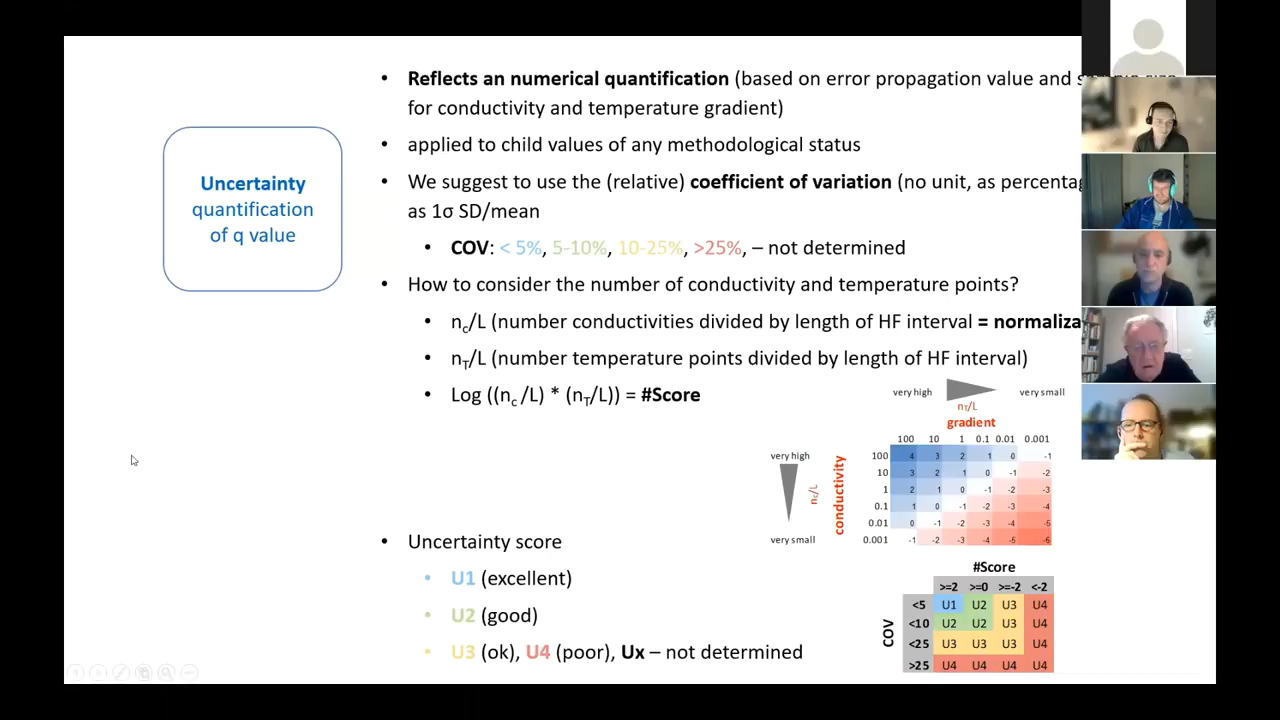 Uncertainty
quantification
of q value
• Reflects an numerical quantification (based on error propagation value and
for conductivity and temperature gradient)
• applied to child values of any methodological status
• We suggest to use the (relative) coefficient of variation (no unit, as percentag
as 1σ SD/mean
• COV: < 5%, 5-10%, 10-25%, >25%, – not determined
• How to consider the number of conductivity and temperature points?
• nc/L (number conductivities divided by length of HF interval = normaliza
• nT/L (number temperature points divided by length of HF interval)
• Log ((nc /L) * (nT/L)) = #Score
very high very small
nT/L
gradient
100 10 1 0.1 0.01 0.001
very high
nc/L
very small
conductivity
100 4 3 2 1 0 -1
10 3 2 1 0 -1 -2
1 2 1 0 -1 -2 -3
0.1 1 0 -1 -2 -3 -4
0.01 0 -1 -2 -3 -4 -5
0.001 -1 -2 -3 -4 -5 -6
• Uncertainty score
• U1 (excellent)
• U2 (good)
• U3 (ok), U4 (poor), Ux – not determined
#Score
>=2 >=0 >=-2 <-2
COV
<5 U1 U2 U3 U4
<10 U2 U2 U3 U4
<25 U3 U3 U3 U4
>25 U4 U4 U4 U4